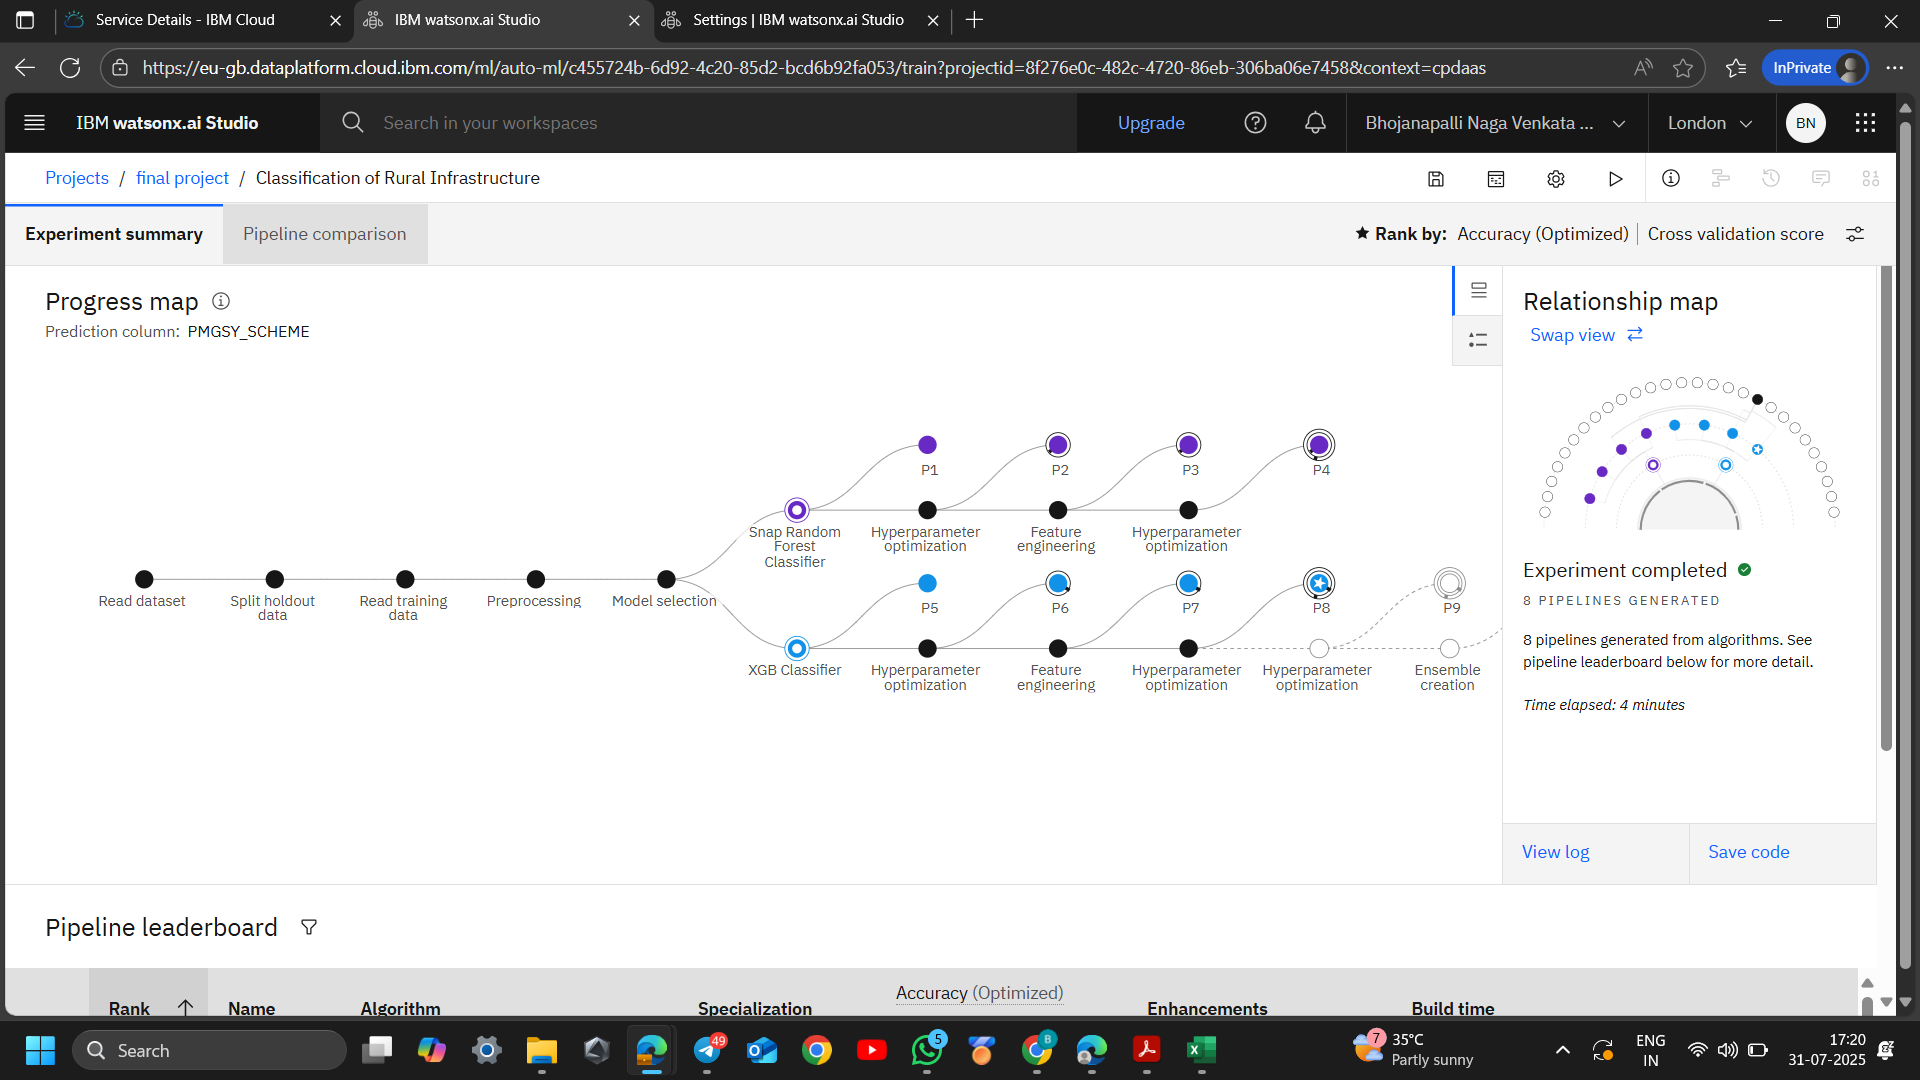 Service Details - IBM Cloud
IBM watsonx.ai Studio
Settings | IBM watsonx.ai Studio
https://eu-gb.dataplatform.cloud.ibm.com/ml/auto-ml/c455724b-6d92-4c20-85d2-bcd6b92fa053/train?projectid=8f276e0c-482c-4720-86eb-306ba06e7458&context=cpdaas
InPrivate
IBM watsonx.ai Studio
Search in your workspaces
Upgrade
Bhojanapalli Naga Venkata ...
London
BN
Projects / final project / Classification of Rural Infrastructure
Experiment summary
Pipeline comparison
Rank by: Accuracy (Optimized) | Cross validation score
Progress map
Prediction column: PMGSY_SCHEME
P1
P2
P3
P4
Snap Random
Forest
Classifier
Hyperparameter
optimization
Feature
engineering
Hyperparameter
optimization
Read dataset
Split holdout
data
Read training
data
Preprocessing
Model selection
P5
P6
P7
P8
P9
XGB Classifier
Hyperparameter
optimization
Feature
engineering
Hyperparameter
optimization
Hyperparameter
optimization
Ensemble
creation
Relationship map
Swap view
Experiment completed
8 PIPELINES GENERATED
8 pipelines generated from algorithms. See
pipeline leaderboard below for more detail.
Time elapsed: 4 minutes
View log
Save code
Pipeline leaderboard
Rank
Name
Algorithm
Specialization
Accuracy (Optimized)
Enhancements
Build time
Search
49
5
B
7
35°C
Partly sunny
ENG
IN
17:20
31-07-2025